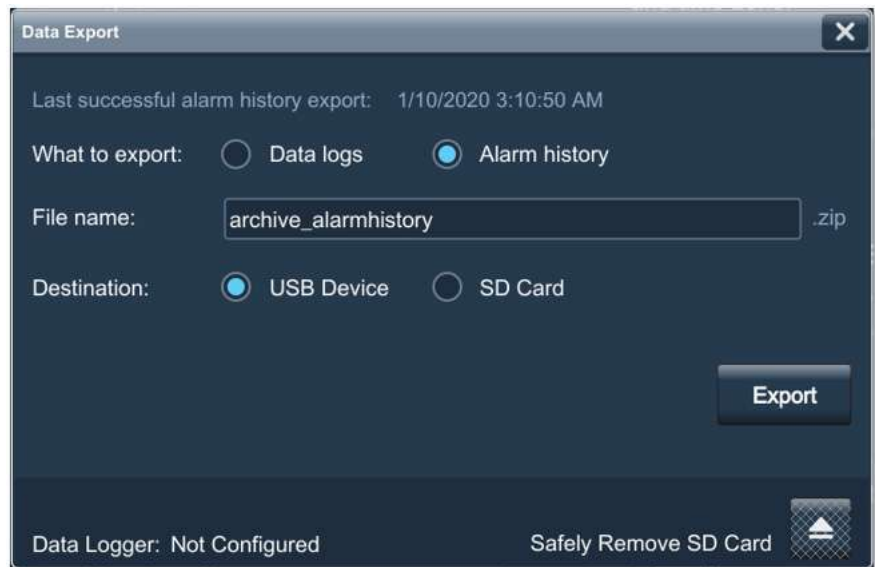 Data Export
Last successful alarm history export: 1/10/2020 3:10:50 AM
What to export: Data logs Alarm history
File name: archive_alarmhistory .zip
Destination: USB Device SD Card
Export
Data Logger: Not Configured Safely Remove SD Card